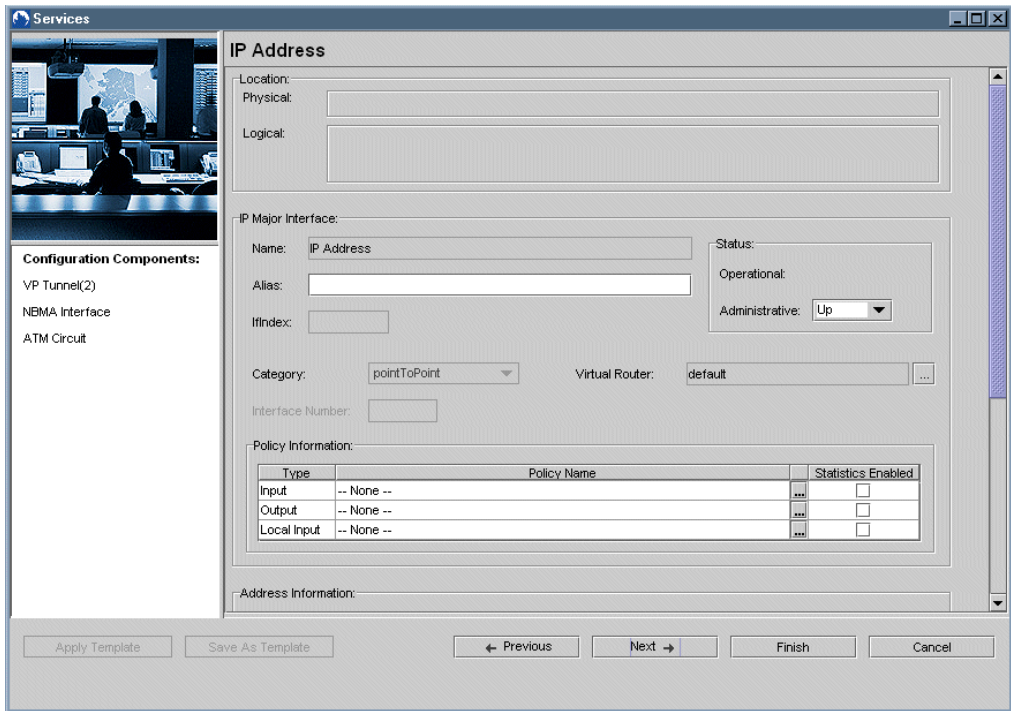 Services
IP Address
Location:
Physical:
Logical:
IP Major Interface:
Name: IP Address
Status:
Operational:
Alias:
Administrative: Up
IfIndex:
Category: pointToPoint Virtual Router: default ...
Interface Number:
Policy Information:
Type Policy Name Statistics Enabled
Input -- None -- ...
Output -- None -- ...
Local Input -- None -- ...
Address Information:
Configuration Components:
VP Tunnel(2)
NBMA Interface
ATM Circuit
Apply Template Save As Template ← Previous Next → Finish Cancel